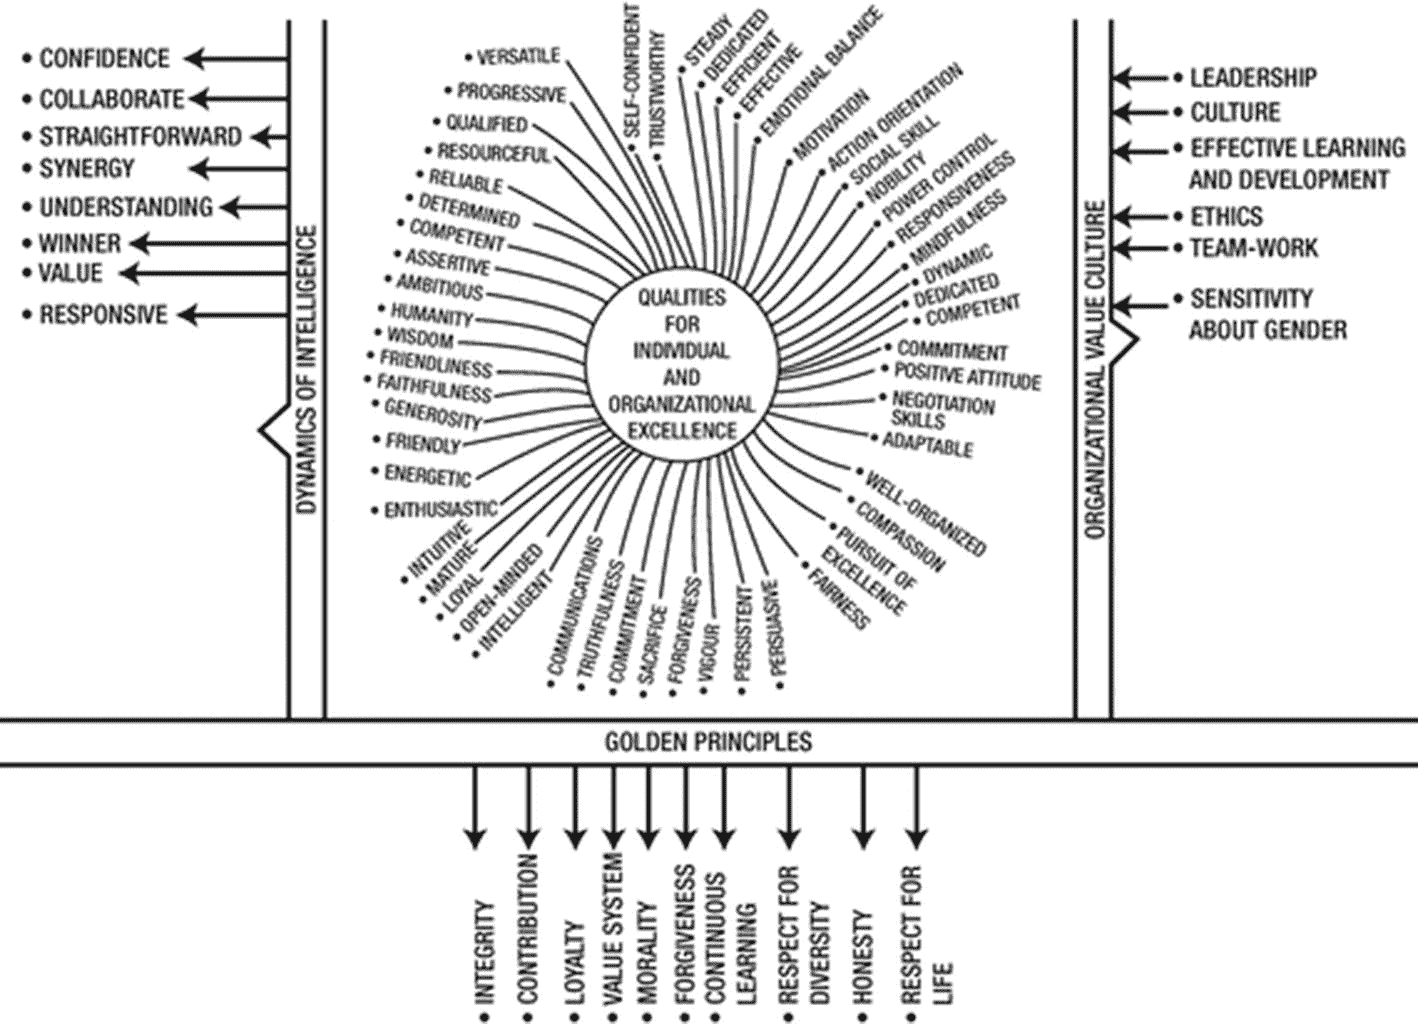 • CONFIDENCE
• COLLABORATE
• STRAIGHTFORWARD
• SYNERGY
• UNDERSTANDING
• WINNER
• VALUE
• RESPONSIVE
DYNAMICS OF INTELLIGENCE
• VERSATILE
• PROGRESSIVE
• QUALIFIED
• RESOURCEFUL
• RELIABLE
• DETERMINED
• COMPETENT
• ASSERTIVE
• AMBITIOUS
• HUMANITY
• WISDOM
• FRIENDLINESS
• FAITHFULNESS
• GENEROSITY
• FRIENDLY
• ENERGETIC
• ENTHUSIASTIC
• INTUITIVE
• MATURE
• LOYAL
• OPEN-MINDED
• INTELLIGENT
• COMMUNICATIONS
• TRUTHFULNESS
• COMMITMENT
• SACRIFICE
• FORGIVENESS
• VIGOUR
• PERSISTENT
• PERSUASIVE
• SELF-CONFIDENT
• TRUSTWORTHY
• STEADY
• DEDICATED
• EFFICIENT
• EFFECTIVE
• EMOTIONAL BALANCE
• MOTIVATION
• ACTION ORIENTATION
• SOCIAL SKILL
• NOBILITY
• POWER CONTROL
• RESPONSIVENESS
• MINDFULNESS
• DYNAMIC
• DEDICATED
• COMPETENT
• COMMITMENT
• POSITIVE ATTITUDE
• NEGOTIATION
SKILLS
• ADAPTABLE
• WELL-ORGANIZED
• COMPASSION
• PURSUIT OF
EXCELLENCE
• FAIRNESS
QUALITIES
FOR
INDIVIDUAL
AND
ORGANIZATIONAL
EXCELLENCE
ORGANIZATIONAL VALUE CULTURE
• LEADERSHIP
• CULTURE
• EFFECTIVE LEARNING
AND DEVELOPMENT
• ETHICS
• TEAM-WORK
• SENSITIVITY
ABOUT GENDER
GOLDEN PRINCIPLES
• INTEGRITY
• CONTRIBUTION
• LOYALTY
• VALUE SYSTEM
• MORALITY
• FORGIVENESS
• CONTINUOUS
LEARNING
• RESPECT FOR
DIVERSITY
• HONESTY
• RESPECT FOR
LIFE